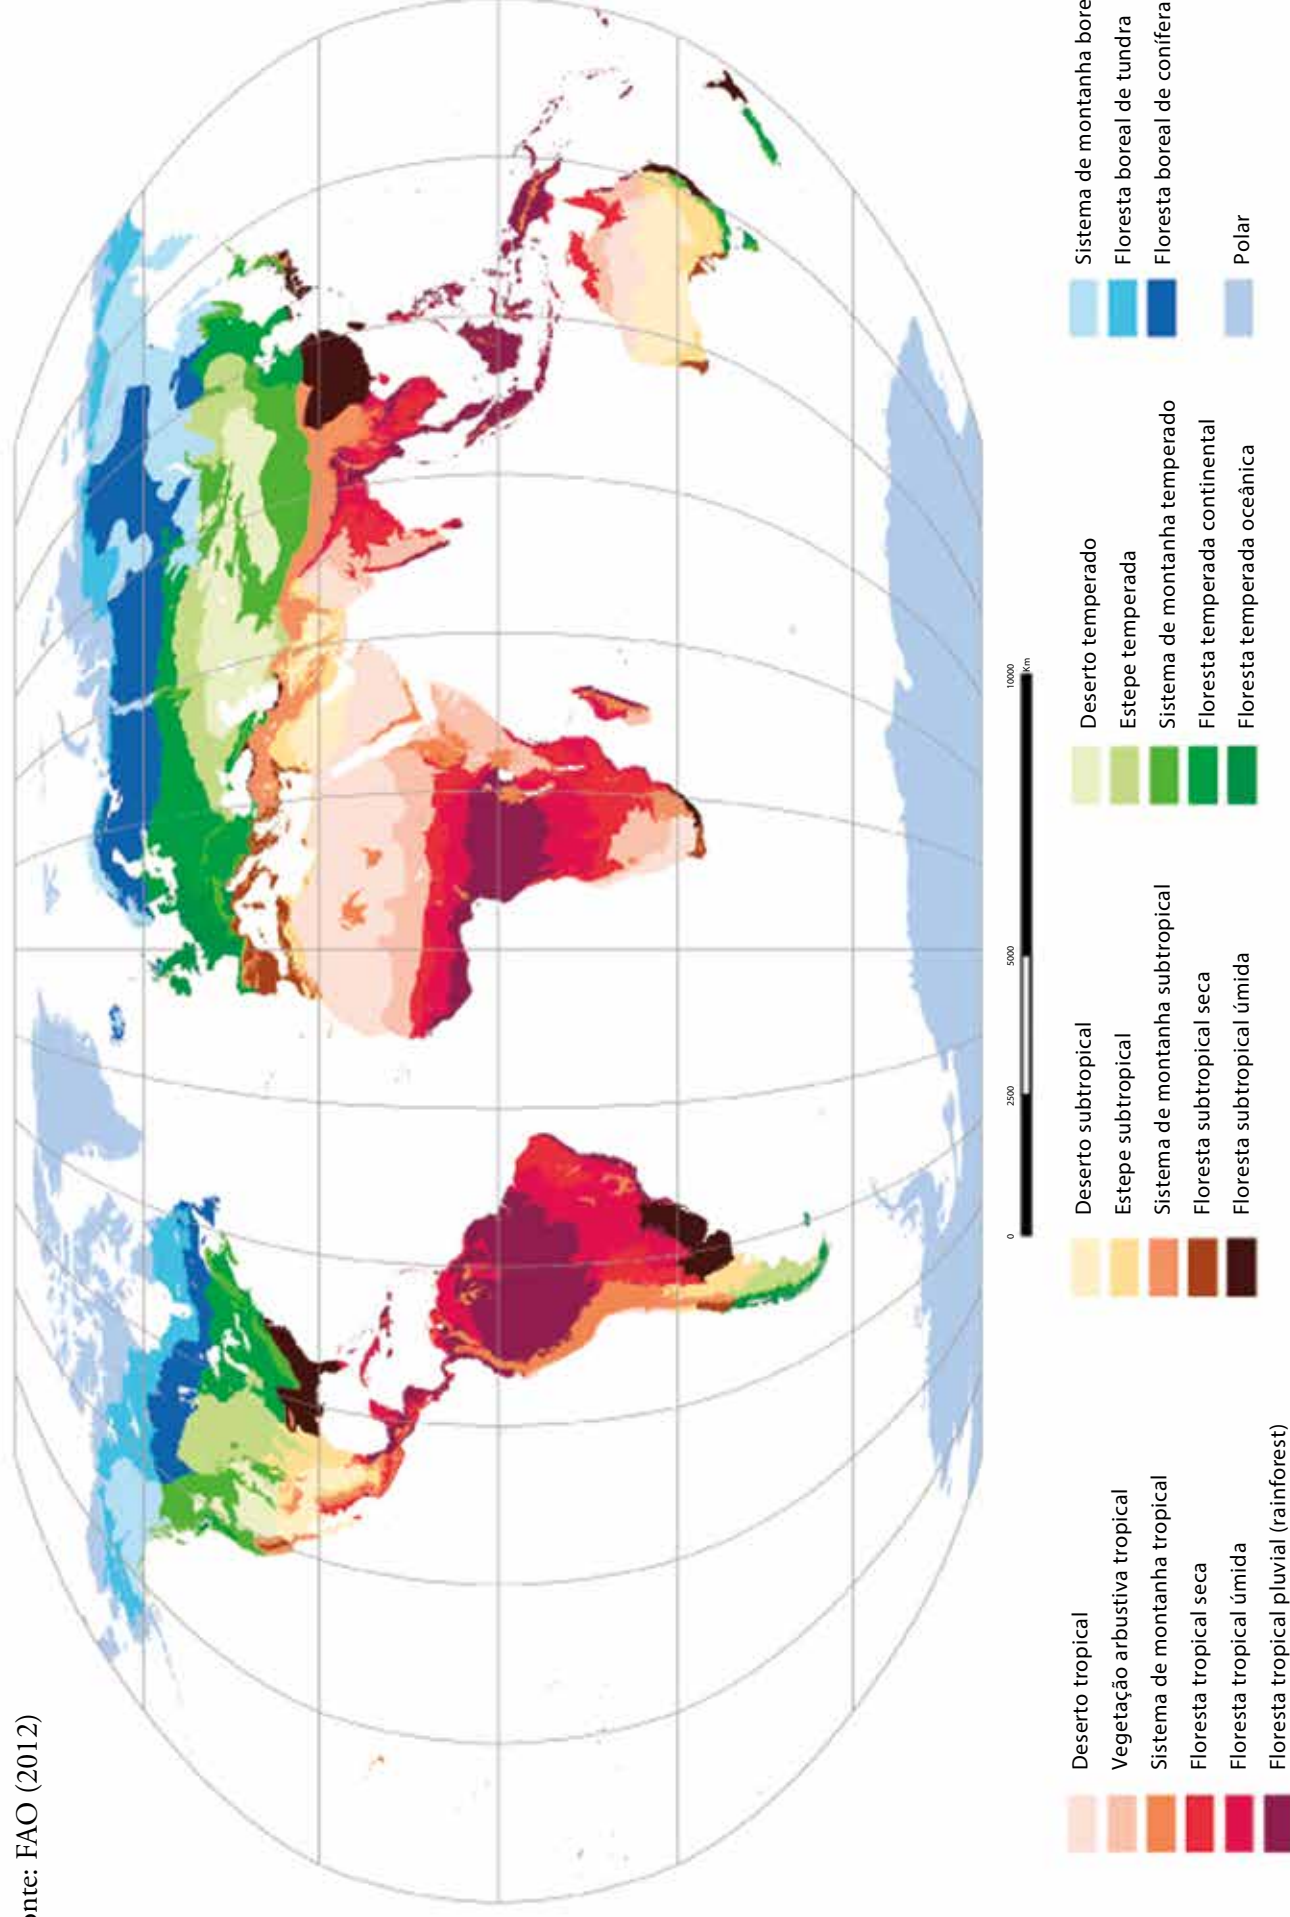 onte: FAO (2012)
0
2500
5000
10000
Km
Deserto tropical
Vegetação arbustiva tropical
Sistema de montanha tropical
Floresta tropical seca
Floresta tropical úmida
Floresta tropical pluvial (rainforest)
Deserto subtropical
Estepe subtropical
Sistema de montanha subtropical
Floresta subtropical seca
Floresta subtropical úmida
Deserto temperado
Estepe temperada
Sistema de montanha temperado
Floresta temperada continental
Floresta temperada oceânica
Sistema de montanha bore
Floresta boreal de tundra
Floresta boreal de conífera
Polar